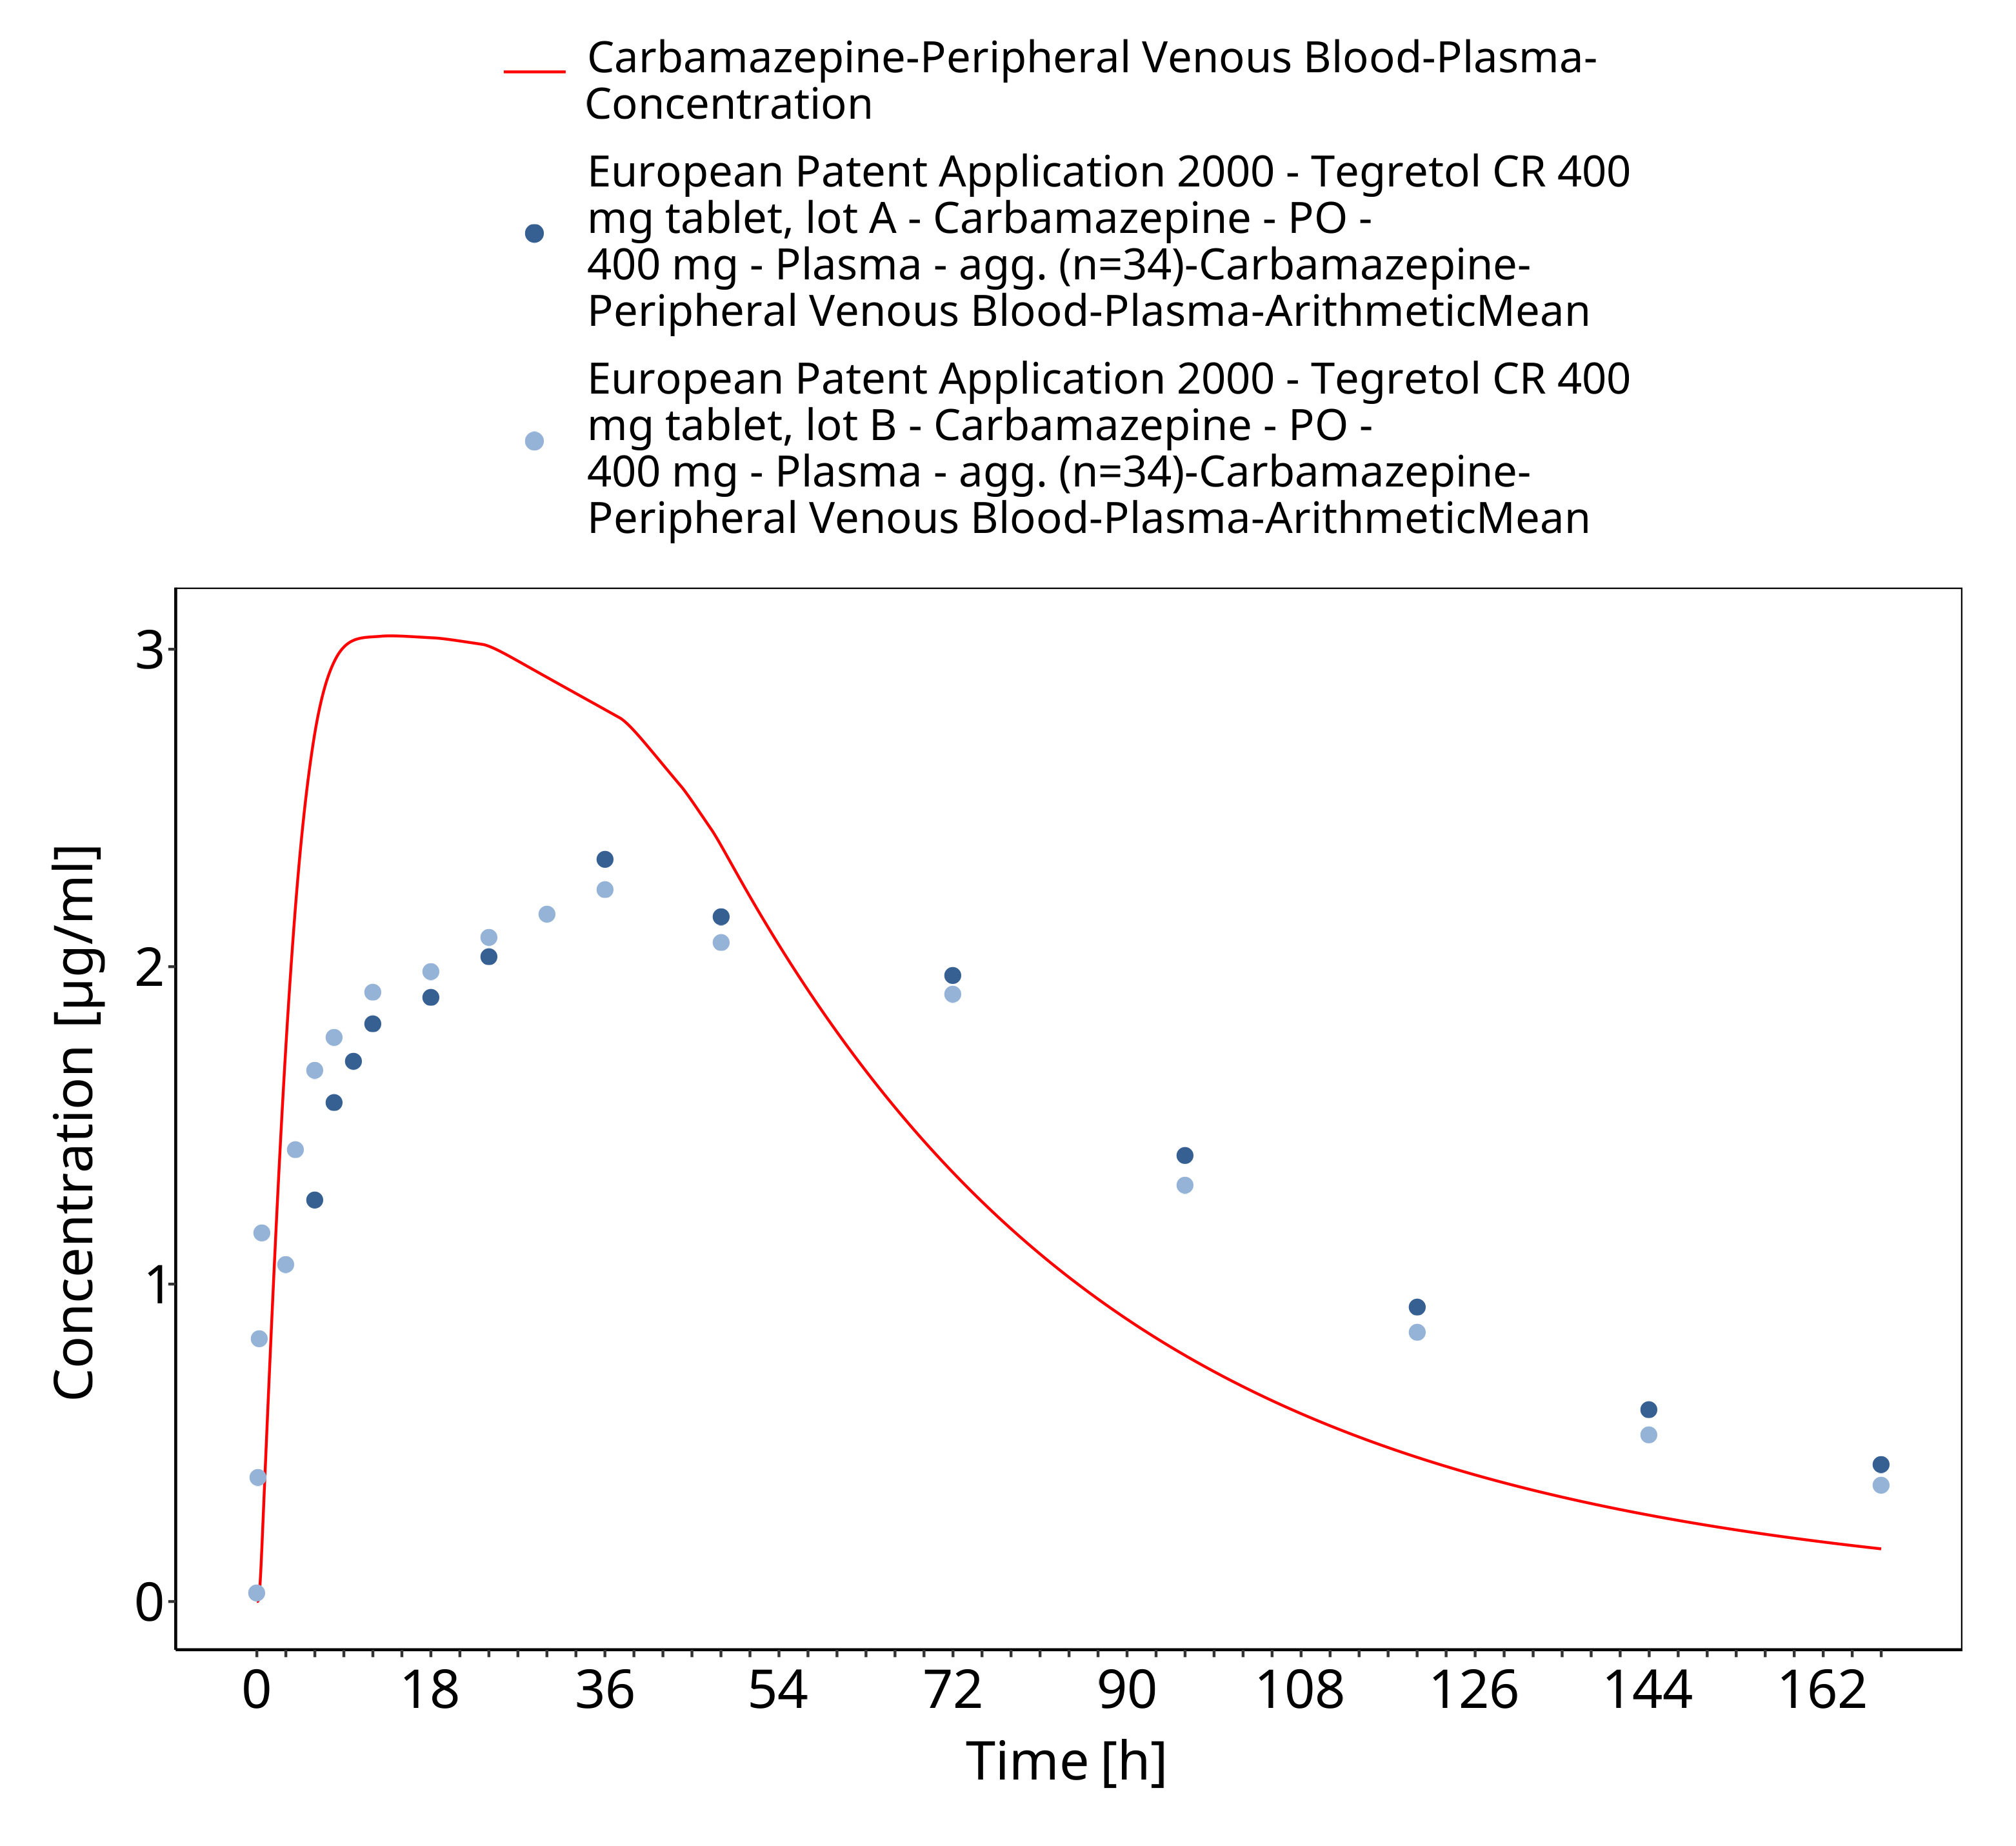 Carbamazepine-Peripheral Venous Blood-Plasma-
Concentration
European Patent Application 2000 - Tegretol CR 400
mg tablet, lot A - Carbamazepine - PO -
400 mg - Plasma - agg. (n=34)-Carbamazepine-
Peripheral Venous Blood-Plasma-ArithmeticMean
European Patent Application 2000 - Tegretol CR 400
mg tablet, lot B - Carbamazepine - PO -
400 mg - Plasma - agg. (n=34)-Carbamazepine-
Peripheral Venous Blood-Plasma-ArithmeticMean
Concentration [µg/ml]
3
2
1
0
0 18 36 54 72 90 108 126 144 162
Time [h]